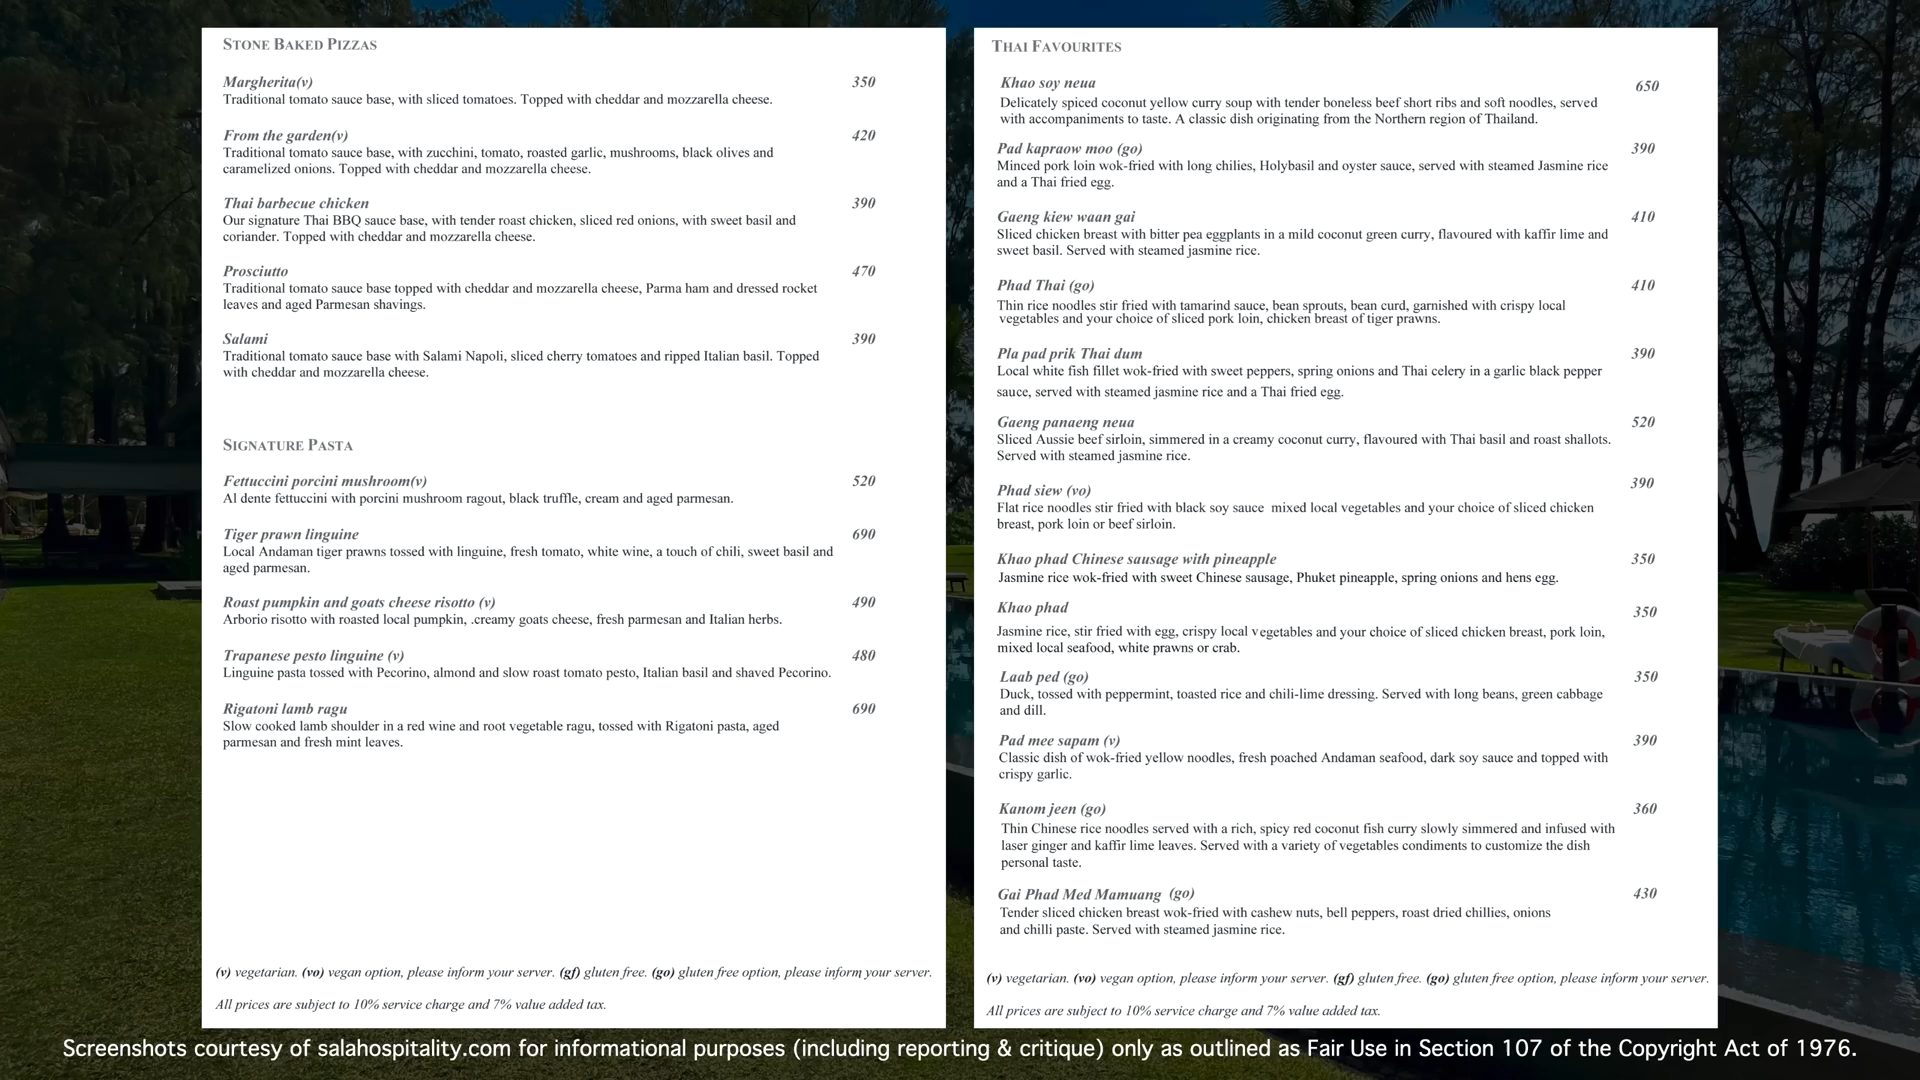 STONE BAKED PIZZAS
Margherita(v) 350
Traditional tomato sauce base, with sliced tomatoes. Topped with cheddar and mozzarella cheese.
From the garden(v) 420
Traditional tomato sauce base, with zucchini, tomato, roasted garlic, mushrooms, black olives and
caramelized onions. Topped with cheddar and mozzarella cheese.
Thai barbecue chicken 390
Our signature Thai BBQ sauce base, with tender roast chicken, sliced red onions, with sweet basil and
coriander. Topped with cheddar and mozzarella cheese.
Prosciutto 470
Traditional tomato sauce base topped with cheddar and mozzarella cheese, Parma ham and dressed rocket
leaves and aged Parmesan shavings.
Salami 390
Traditional tomato sauce base with Salami Napoli, sliced cherry tomatoes and ripped Italian basil. Topped
with cheddar and mozzarella cheese.
SIGNATURE PASTA
Fettuccini porcini mushroom(v) 520
Al dente fettuccini with porcini mushroom ragout, black truffle, cream and aged parmesan.
Tiger prawn linguine 690
Local Andaman tiger prawns tossed with linguine, fresh tomato, white wine, a touch of chili, sweet basil and
aged parmesan.
Roast pumpkin and goats cheese risotto (v) 490
Arborio risotto with roasted local pumpkin, .creamy goats cheese, fresh parmesan and Italian herbs.
Trapanese pesto linguine (v) 480
Linguine pasta tossed with Pecorino, almond and slow roast tomato pesto, Italian basil and shaved Pecorino.
Rigatoni lamb ragu 690
Slow cooked lamb shoulder in a red wine and root vegetable ragu, tossed with Rigatoni pasta, aged
parmesan and fresh mint leaves.
(v) vegetarian. (vo) vegan option, please inform your server. (gf) gluten free. (go) gluten free option, please inform your server.
All prices are subject to 10% service charge and 7% value added tax.
THAI FAVOURITES
Khao soy neua 650
Delicately spiced coconut yellow curry soup with tender boneless beef short ribs and soft noodles, served
with accompaniments to taste. A classic dish originating from the Northern region of Thailand.
Pad kapraow moo (go) 390
Minced pork loin wok-fried with long chilies, Holybasil and oyster sauce, served with steamed Jasmine rice
and a Thai fried egg.
Gaeng kiew waan gai 410
Sliced chicken breast with bitter pea eggplants in a mild coconut green curry, flavoured with kaffir lime and
sweet basil. Served with steamed jasmine rice.
Phad Thai (go) 410
Thin rice noodles stir fried with tamarind sauce, bean sprouts, bean curd, garnished with crispy local
vegetables and your choice of sliced pork loin, chicken breast of tiger prawns.
Pla pad prik Thai dum 390
Local white fish fillet wok-fried with sweet peppers, spring onions and Thai celery in a garlic black pepper
sauce, served with steamed jasmine rice and a Thai fried egg.
Gaeng panaeng neua 520
Sliced Aussie beef sirloin, simmered in a creamy coconut curry, flavoured with Thai basil and roast shallots.
Served with steamed jasmine rice.
Phad siew (vo) 390
Flat rice noodles stir fried with black soy sauce mixed local vegetables and your choice of sliced chicken
breast, pork loin or beef sirloin.
Khao phad Chinese sausage with pineapple 350
Jasmine rice wok-fried with sweet Chinese sausage, Phuket pineapple, spring onions and hens egg.
Khao phad 350
Jasmine rice, stir fried with egg, crispy local vegetables and your choice of sliced chicken breast, pork loin,
mixed local seafood, white prawns or crab.
Laab ped (go) 350
Duck, tossed with peppermint, toasted rice and chili-lime dressing. Served with long beans, green cabbage
and dill.
Pad mee sapam (v) 390
Classic dish of wok-fried yellow noodles, fresh poached Andaman seafood, dark soy sauce and topped with
crispy garlic.
Kanom jeen (go) 360
Thin Chinese rice noodles served with a rich, spicy red coconut fish curry slowly simmered and infused with
laser ginger and kaffir lime leaves. Served with a variety of vegetables condiments to customize the dish
personal taste.
Gai Phad Med Mamuang (go) 430
Tender sliced chicken breast wok-fried with cashew nuts, bell peppers, roast dried chillies, onions
and chilli paste. Served with steamed jasmine rice.
(v) vegetarian. (vo) vegan option, please inform your server. (gf) gluten free. (go) gluten free option, please inform your server.
All prices are subject to 10% service charge and 7% value added tax.
Screenshots courtesy of salahospitality.com for informational purposes (including reporting & critique) only as outlined as Fair Use in Section 107 of the Copyright Act of 1976.